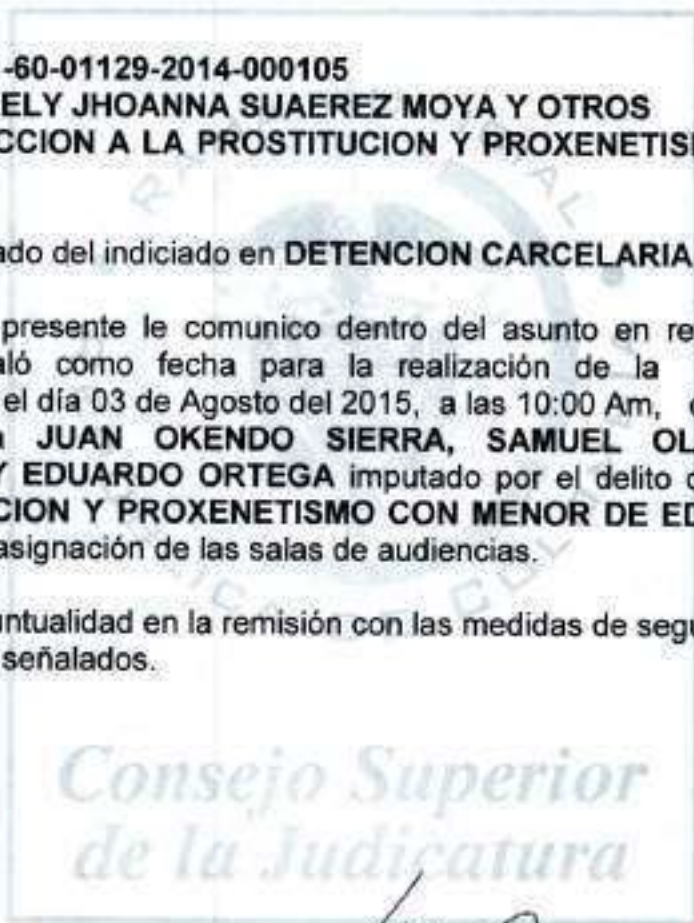 -60-01129-2014-000105
ELY JHOANNA SUAEREZ MOYA Y OTROS
CCION A LA PROSTITUCION Y PROXENETISM
ado del indiciado en DETENCION CARCELARIA
presente le comunico dentro del asunto en re
aló como fecha para la realización de la
el día 03 de Agosto del 2015, a las 10:00 Am,
JUAN OKENDO SIERRA, SAMUEL OL
Y EDUARDO ORTEGA imputado por el delito
CION Y PROXENETISMO CON MENOR DE ED
asignación de las salas de audiencias.
untualidad en la remisión con las medidas de segu
señalados.
Consejo Superior
de la Judicatura